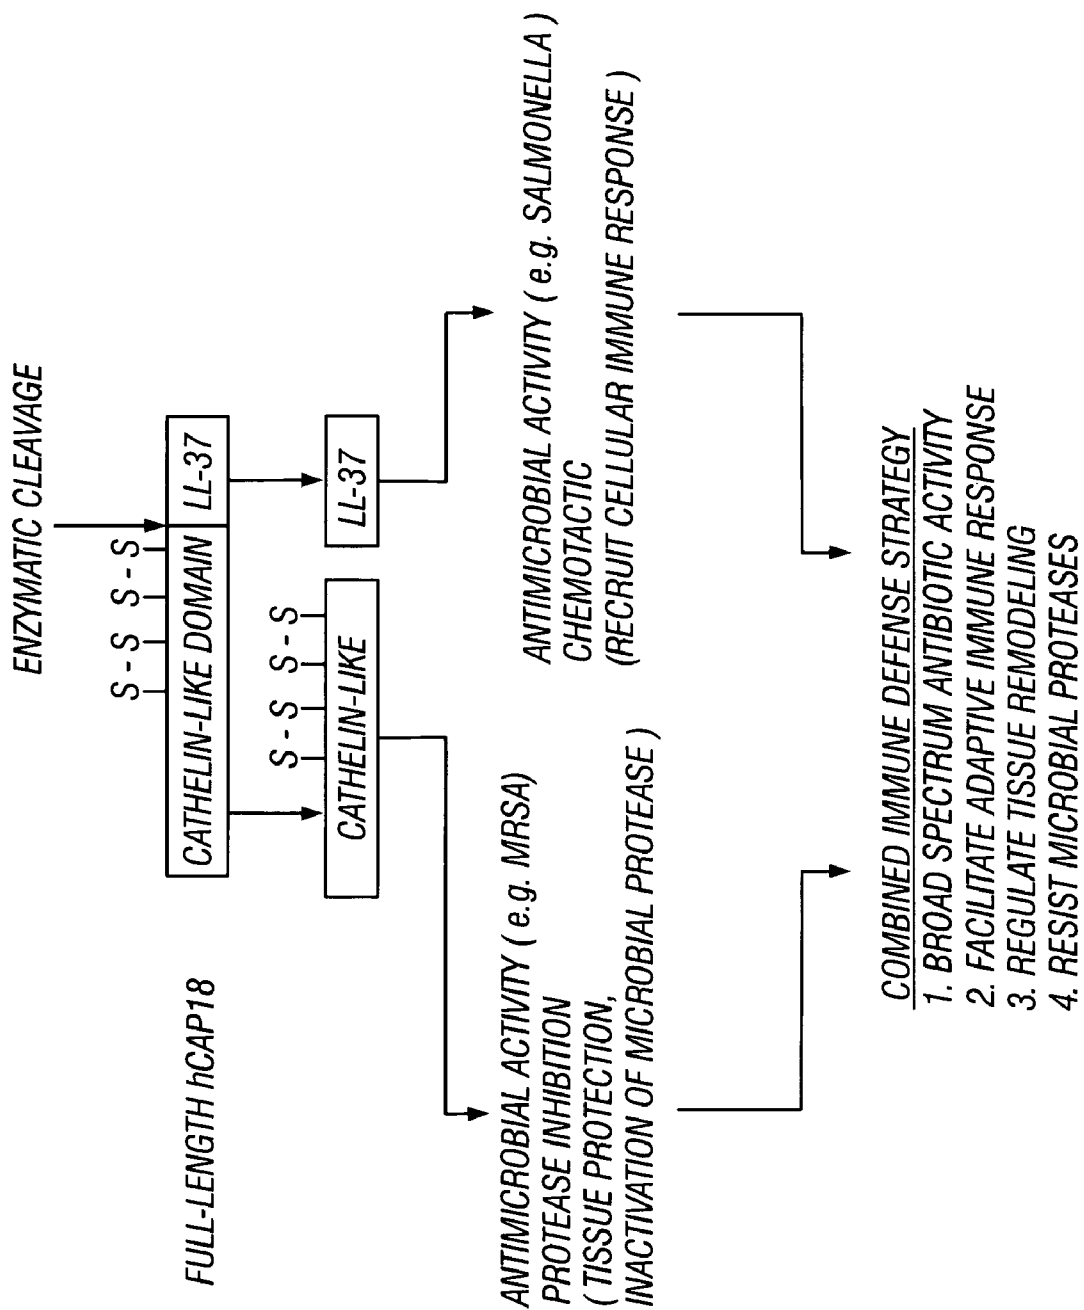 ENZYMATIC CLEAVAGE
S - S S - S
FULL-LENGTH hCAP18
CATHELIN-LIKE DOMAIN
LL-37
S - S S - S
CATHELIN-LIKE
LL-37
ANTIMICROBIAL ACTIVITY ( e.g. MRSA)
PROTEASE INHIBITION
( TISSUE PROTECTION,
INACTIVATION OF MICROBIAL PROTEASE )
ANTIMICROBIAL ACTIVITY ( e.g. SALMONELLA )
CHEMOTACTIC
(RECRUIT CELLULAR IMMUNE RESPONSE )
COMBINED IMMUNE DEFENSE STRATEGY
1. BROAD SPECTRUM ANTIBIOTIC ACTIVITY
2. FACILITATE ADAPTIVE IMMUNE RESPONSE
3. REGULATE TISSUE REMODELING
4. RESIST MICROBIAL PROTEASES